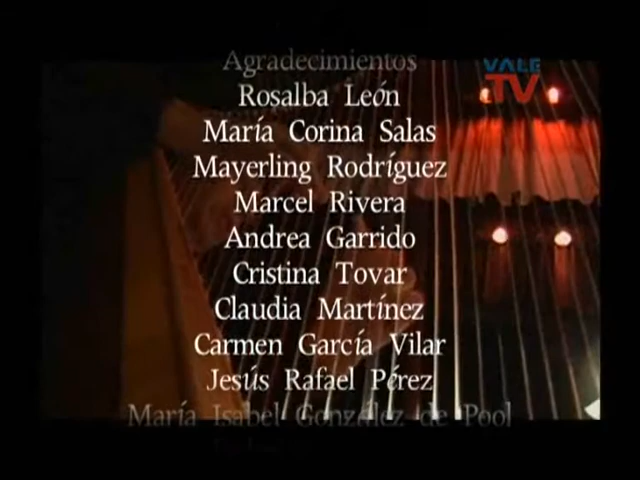 Agradecimientos
VALE
TV
Rosalba León
María Corina Salas
Mayerling Rodríguez
Marcel Rivera
Andrea Garrido
Cristina Tovar
Claudia Martínez
Carmen García Vilar
Jesús Rafael Pérez
María Isabel González de Pool